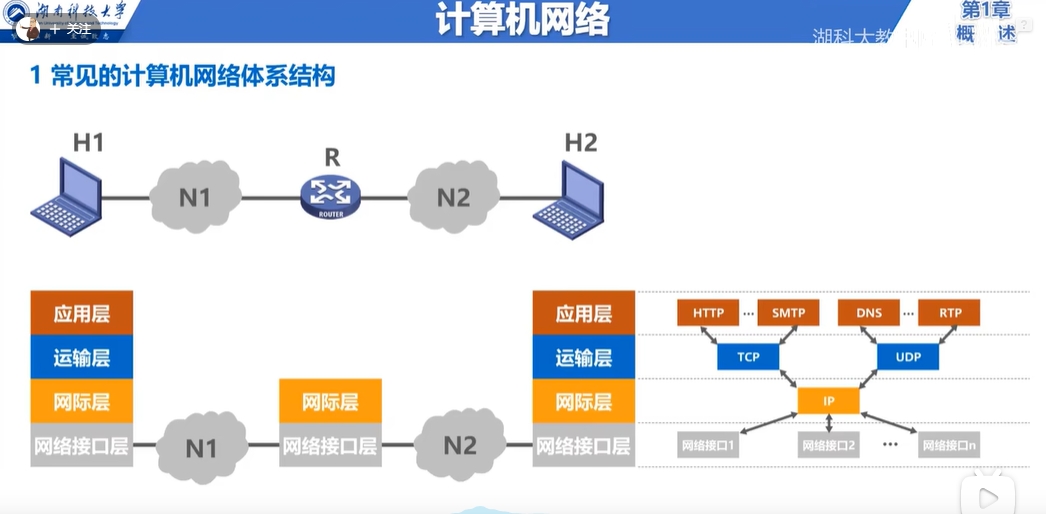 湖南科技大学
+ 关注
计算机网络
第1章
概 述
湖科大教
1 常见的计算机网络体系结构
H1
N1
R
ROUTER
N2
H2
应用层
运输层
网际层
网络接口层
N1
网际层
网络接口层
N2
应用层
运输层
网际层
网络接口层
HTTP ··· SMTP DNS ··· RTP
TCP UDP
IP
网络接口1 网络接口2 ··· 网络接口n